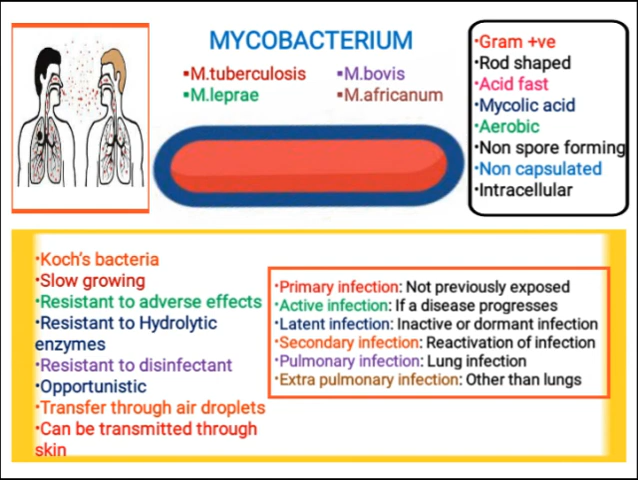 MYCOBACTERIUM
▪M.tuberculosis ▪M.bovis
▪M.leprae ▪M.africanum
•Gram +ve
•Rod shaped
•Acid fast
•Mycolic acid
•Aerobic
•Non spore forming
•Non capsulated
•Intracellular
•Koch's bacteria
•Slow growing
•Resistant to adverse effects
•Resistant to Hydrolytic
enzymes
•Resistant to disinfectant
•Opportunistic
•Transfer through air droplets
•Can be transmitted through
skin
•Primary infection: Not previously exposed
•Active infection: If a disease progresses
•Latent infection: Inactive or dormant infection
•Secondary infection: Reactivation of infection
•Pulmonary infection: Lung infection
•Extra pulmonary infection: Other than lungs